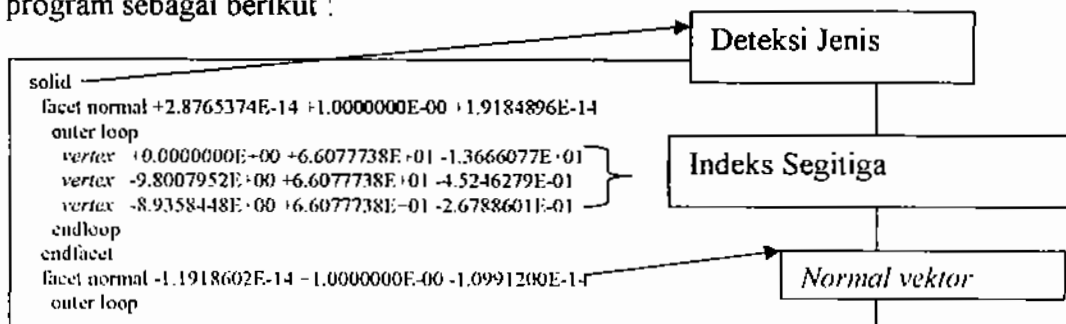 program sebagai berikut :
Deteksi Jenis
solid
facet normal +2.8765374E-14 +1.0000000E-00 +1.9184896E-14
outer loop
vertex +0.0000000E+00 +6.6077738E+01 -1.3666077E+01
vertex -9.8007952E+00 +6.6077738E+01 -4.5246279E-01
vertex -8.9358448E+00 +6.6077738E-01 -2.6788601E-01
endloop
endfacet
Indeks Segitiga
facet normal -1.1918602E-14 -1.0000000E-00 -1.0991200E-14
Normal vektor
outer loop